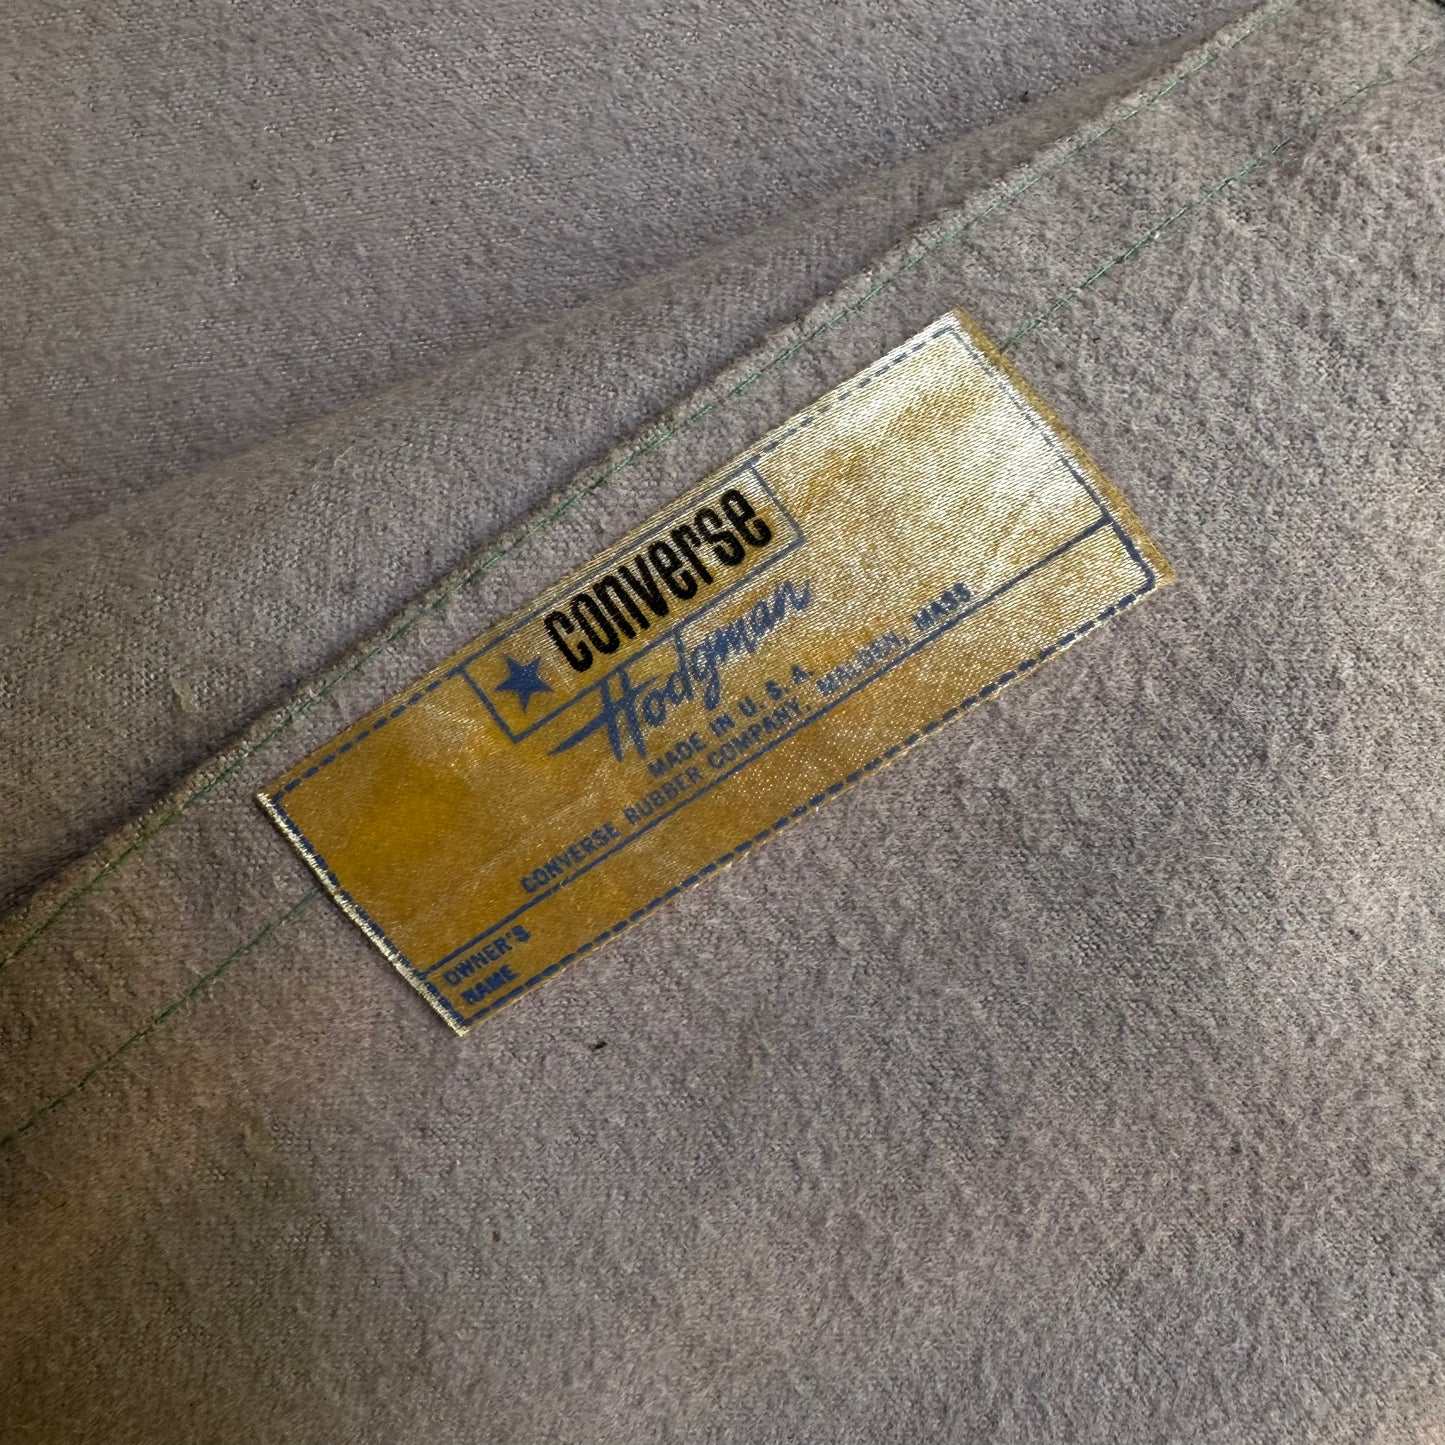 converse
Hodgman
MADE IN U. S. A.
CONVERSE RUBBER COMPANY, MALDEN, MASS
OWNER'S
NAME